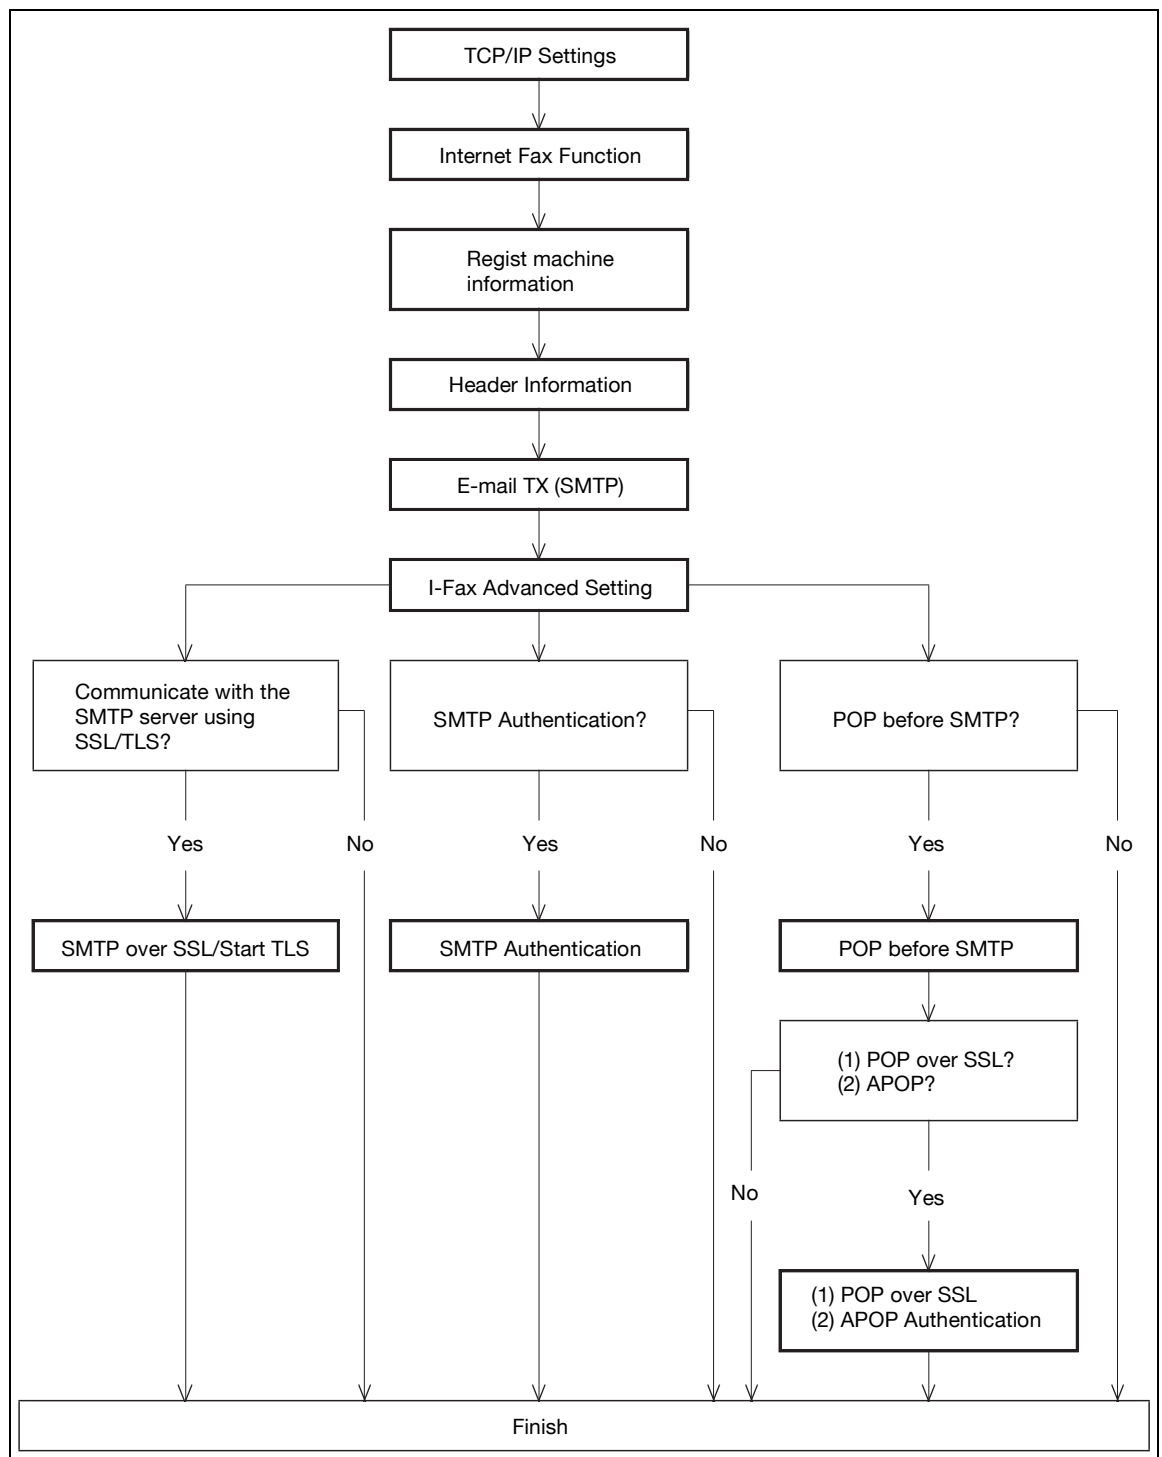 TCP/IP Settings
Internet Fax Function
Regist machine
information
Header Information
E-mail TX (SMTP)
I-Fax Advanced Setting
Communicate with the
SMTP server using
SSL/TLS?
SMTP Authentication?
POP before SMTP?
Yes
No
Yes
No
Yes
No
SMTP over SSL/Start TLS
SMTP Authentication
POP before SMTP
(1) POP over SSL?
(2) APOP?
No
Yes
(1) POP over SSL
(2) APOP Authentication
Finish